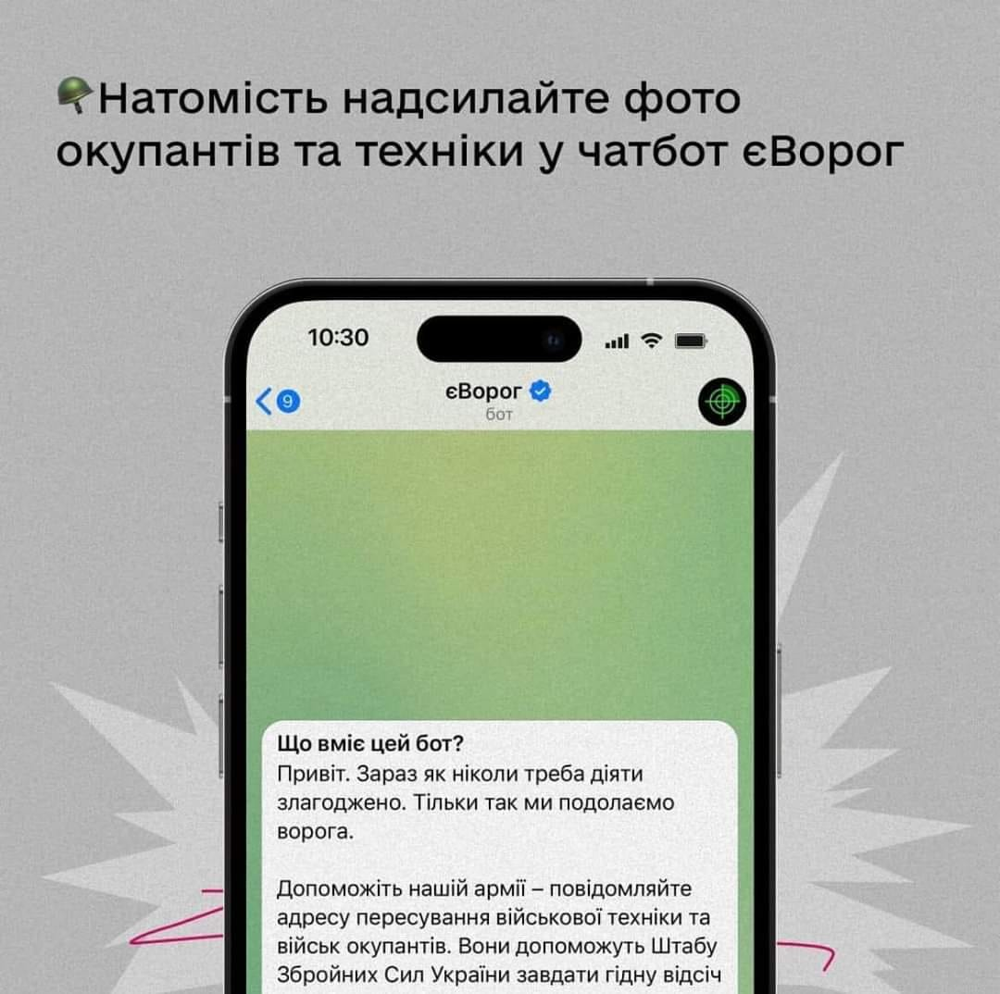 Натомість надсилайте фото
окупантів та техніки у чатбот єВорог
10:30
9
єВорог
бот
Що вміє цей бот?
Привіт. Зараз як ніколи треба діяти
злагоджено. Тільки так ми подолаємо
ворога.
Допоможіть нашій армії – повідомляйте
адресу пересування військової техніки та
військ окупантів. Вони допоможуть Штабу
Збройних Сил України завдати гідну відсіч